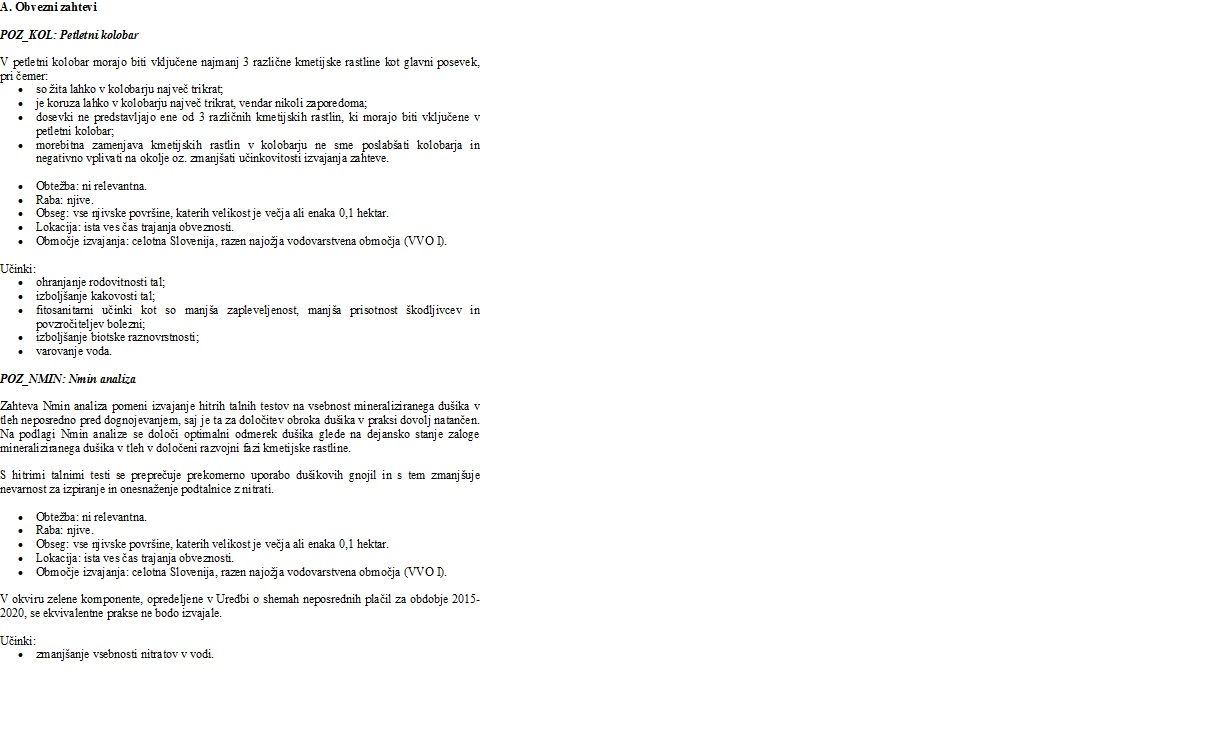 A. Obvezni zahtevi
POZ_KOL: Petletni kolobar
V petletni kolobar morajo biti vključene najmanj 3 različne kmetijske rastline kot glavni posevek,
pri čemer:
• so žita lahko v kolobarju največ trikrat;
• je koruza lahko v kolobarju največ trikrat, vendar nikoli zaporedoma;
• dosevki ne predstavljajo ene od 3 različnih kmetijskih rastlin, ki morajo biti vključene v
petletni kolobar;
• morebitna zamenjava kmetijskih rastlin v kolobarju ne sme poslabšati kolobarja in
negativno vplivati na okolje oz. zmanjšati učinkovitosti izvajanja zahteve.
• Obtežba: ni relevantna.
• Raba: njive.
• Obseg: vse njivske površine, katerih velikost je večja ali enaka 0,1 hektar.
• Lokacija: ista ves čas trajanja obveznosti.
• Območje izvajanja: celotna Slovenija, razen najožja vodovarstvena območja (VVO I).
Učinki:
• ohranjanje rodovitnosti tal;
• izboljšanje kakovosti tal;
• fitosanitarni učinki kot so manjša zapleveljenost, manjša prisotnost škodljivcev in
povzročiteljev bolezni;
• izboljšanje biotske raznovrstnosti;
• varovanje voda.
POZ_NMIN: Nmin analiza
Zahteva Nmin analiza pomeni izvajanje hitrih talnih testov na vsebnost mineraliziranega dušika v
tleh neposredno pred dognojevanjem, saj je ta za določitev obroka dušika v praksi dovolj natančen.
Na podlagi Nmin analize se določi optimalni odmerek dušika glede na dejansko stanje zaloge
mineraliziranega dušika v tleh v določeni razvojni fazi kmetijske rastline.
S hitrimi talnimi testi se preprečuje prekomerno uporabo dušikovih gnojil in s tem zmanjšuje
nevarnost za izpiranje in onesnaženje podtalnice z nitrati.
• Obtežba: ni relevantna.
• Raba: njive.
• Obseg: vse njivske površine, katerih velikost je večja ali enaka 0,1 hektar.
• Lokacija: ista ves čas trajanja obveznosti.
• Območje izvajanja: celotna Slovenija, razen najožja vodovarstvena območja (VVO I).
V okviru zelene komponente, opredeljene v Uredbi o shemah neposrednih plačil za obdobje 2015-
2020, se ekvivalentne prakse ne bodo izvajale.
Učinki:
• zmanjšanje vsebnosti nitratov v vodi.